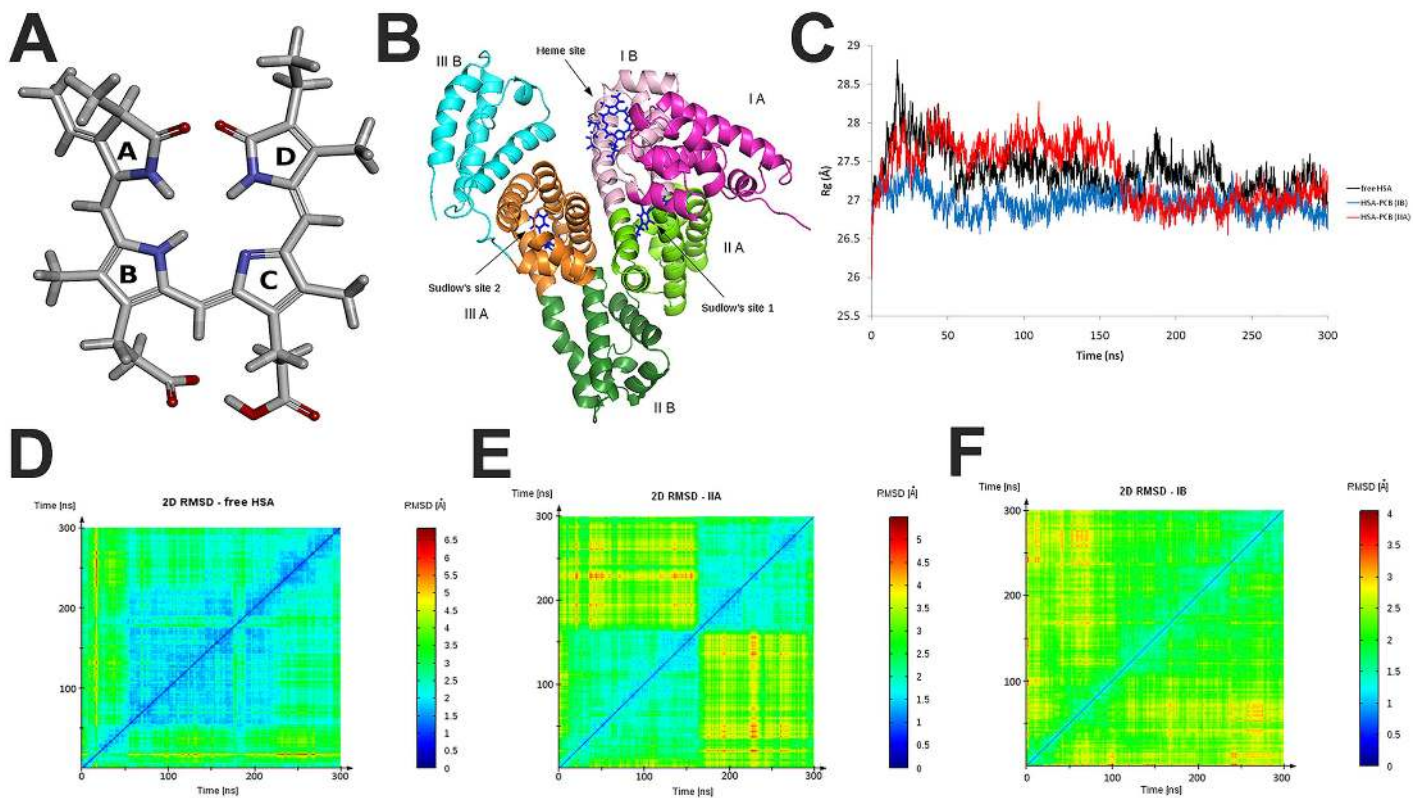 A
B
C
A
D
B
C
Heme site
I B
III B
I A
II A
Sudlow's site 2
Sudlow's site 1
III A
II B
29
28.5
28
27.5
27
26.5
26
25.5
Rg (Å)
0
50
100
150
200
250
300
Time (ns)
free HSA
HSA-PCB (IB)
HSA-PCB (IIA)
D
E
F
Time [ns]
2D RMSD - free HSA
RMSD [Å]
300
200
100
0
100
200
300
Time [ns]
6.5
6
5.5
5
4.5
4
3.5
3
2.5
2
1.5
1
0.5
0
Time [ns]
2D RMSD - IIA
RMSD [Å]
300
200
100
0
100
200
300
Time [ns]
5
4.5
4
3.5
3
2.5
2
1.5
1
0.5
0
Time [ns]
2D RMSD - IB
RMSD [Å]
300
200
100
0
100
200
300
Time [ns]
4
3.5
3
2.5
2
1.5
1
0.5
0